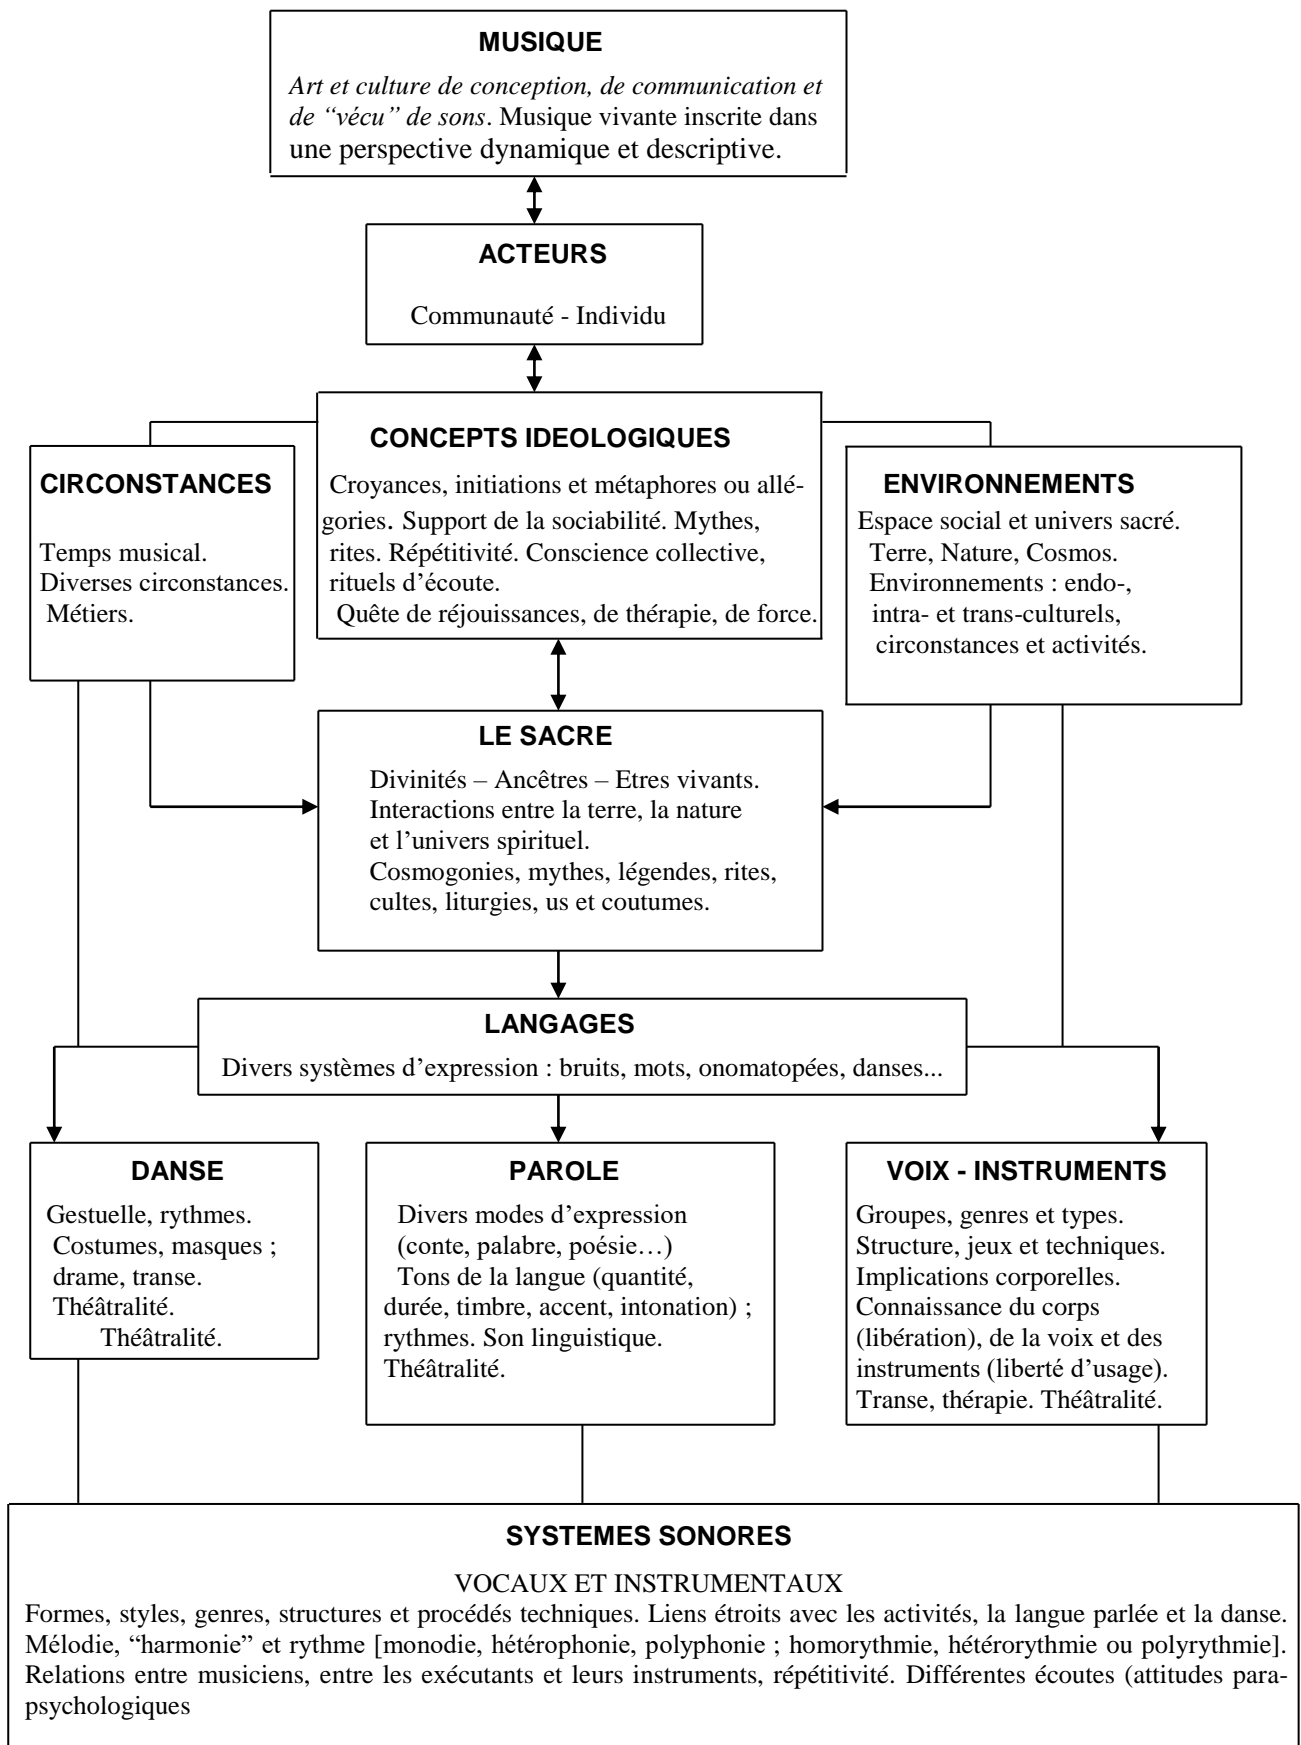 MUSIQUE
Art et culture de conception, de communication et
de “vécu” de sons. Musique vivante inscrite dans
une perspective dynamique et descriptive.
ACTEURS
Communauté - Individu
CONCEPTS IDEOLOGIQUES
Croyances, initiations et métaphores ou allé-
gories. Support de la sociabilité. Mythes,
rites. Répétitivité. Conscience collective,
rituels d’écoute.
Quête de réjouissances, de thérapie, de force.
CIRCONSTANCES
Temps musical.
Diverses circonstances.
Métiers.
ENVIRONNEMENTS
Espace social et univers sacré.
Terre, Nature, Cosmos.
Environnements : endo-,
intra- et trans-culturels,
circonstances et activités.
LE SACRE
Divinités – Ancêtres – Etres vivants.
Interactions entre la terre, la nature
et l’univers spirituel.
Cosmogonies, mythes, légendes, rites,
cultes, liturgies, us et coutumes.
LANGAGES
Divers systèmes d’expression : bruits, mots, onomatopées, danses...
DANSE
Gestuelle, rythmes.
Costumes, masques ;
drame, transe.
Théâtralité.
Théâtralité.
PAROLE
Divers modes d’expression
(conte, palabre, poésie…)
Tons de la langue (quantité,
durée, timbre, accent, intonation) ;
rythmes. Son linguistique.
Théâtralité.
VOIX - INSTRUMENTS
Groupes, genres et types.
Structure, jeux et techniques.
Implications corporelles.
Connaissance du corps
(libération), de la voix et des
instruments (liberté d’usage).
Transe, thérapie. Théâtralité.
SYSTEMES SONORES
VOCAUX ET INSTRUMENTAUX
Formes, styles, genres, structures et procédés techniques. Liens étroits avec les activités, la langue parlée et la danse.
Mélodie, “harmonie” et rythme [monodie, hétérophonie, polyphonie ; homorythmie, hétérorythmie ou polyrythmie].
Relations entre musiciens, entre les exécutants et leurs instruments, répétitivité. Différentes écoutes (attitudes para-
psychologiques